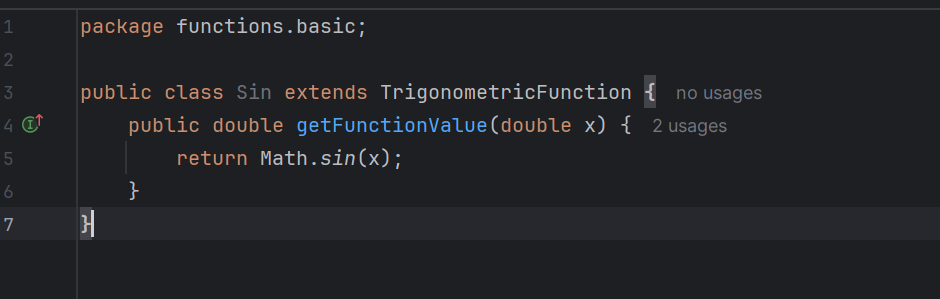 1 package functions.basic;
2
3 public class Sin extends TrigonometricFunction { no usages
4 public double getFunctionValue(double x) { 2 usages
5 return Math.sin(x);
6 }
7 }